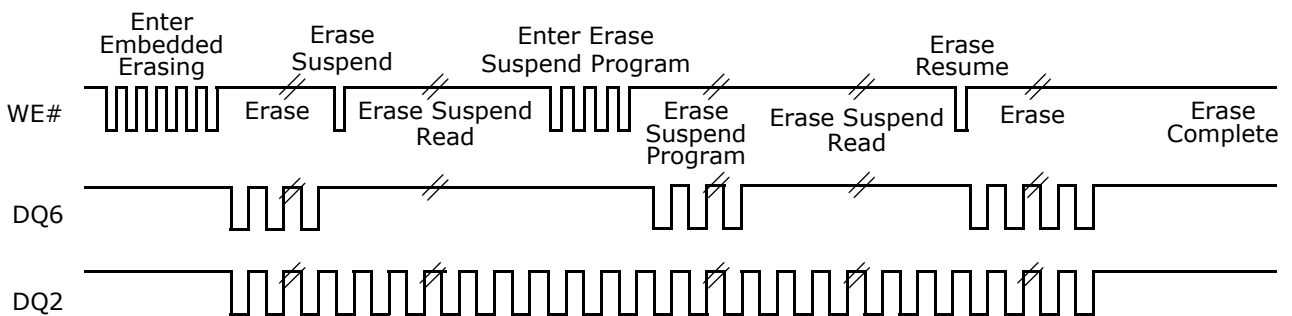 Enter
Embedded
Erasing
Erase
Suspend
Enter Erase
Suspend Program
Erase
Resume
WE#
Erase
Erase Suspend
Read
Erase
Suspend
Program
Erase Suspend
Read
Erase
Erase
Complete
DQ6
DQ2